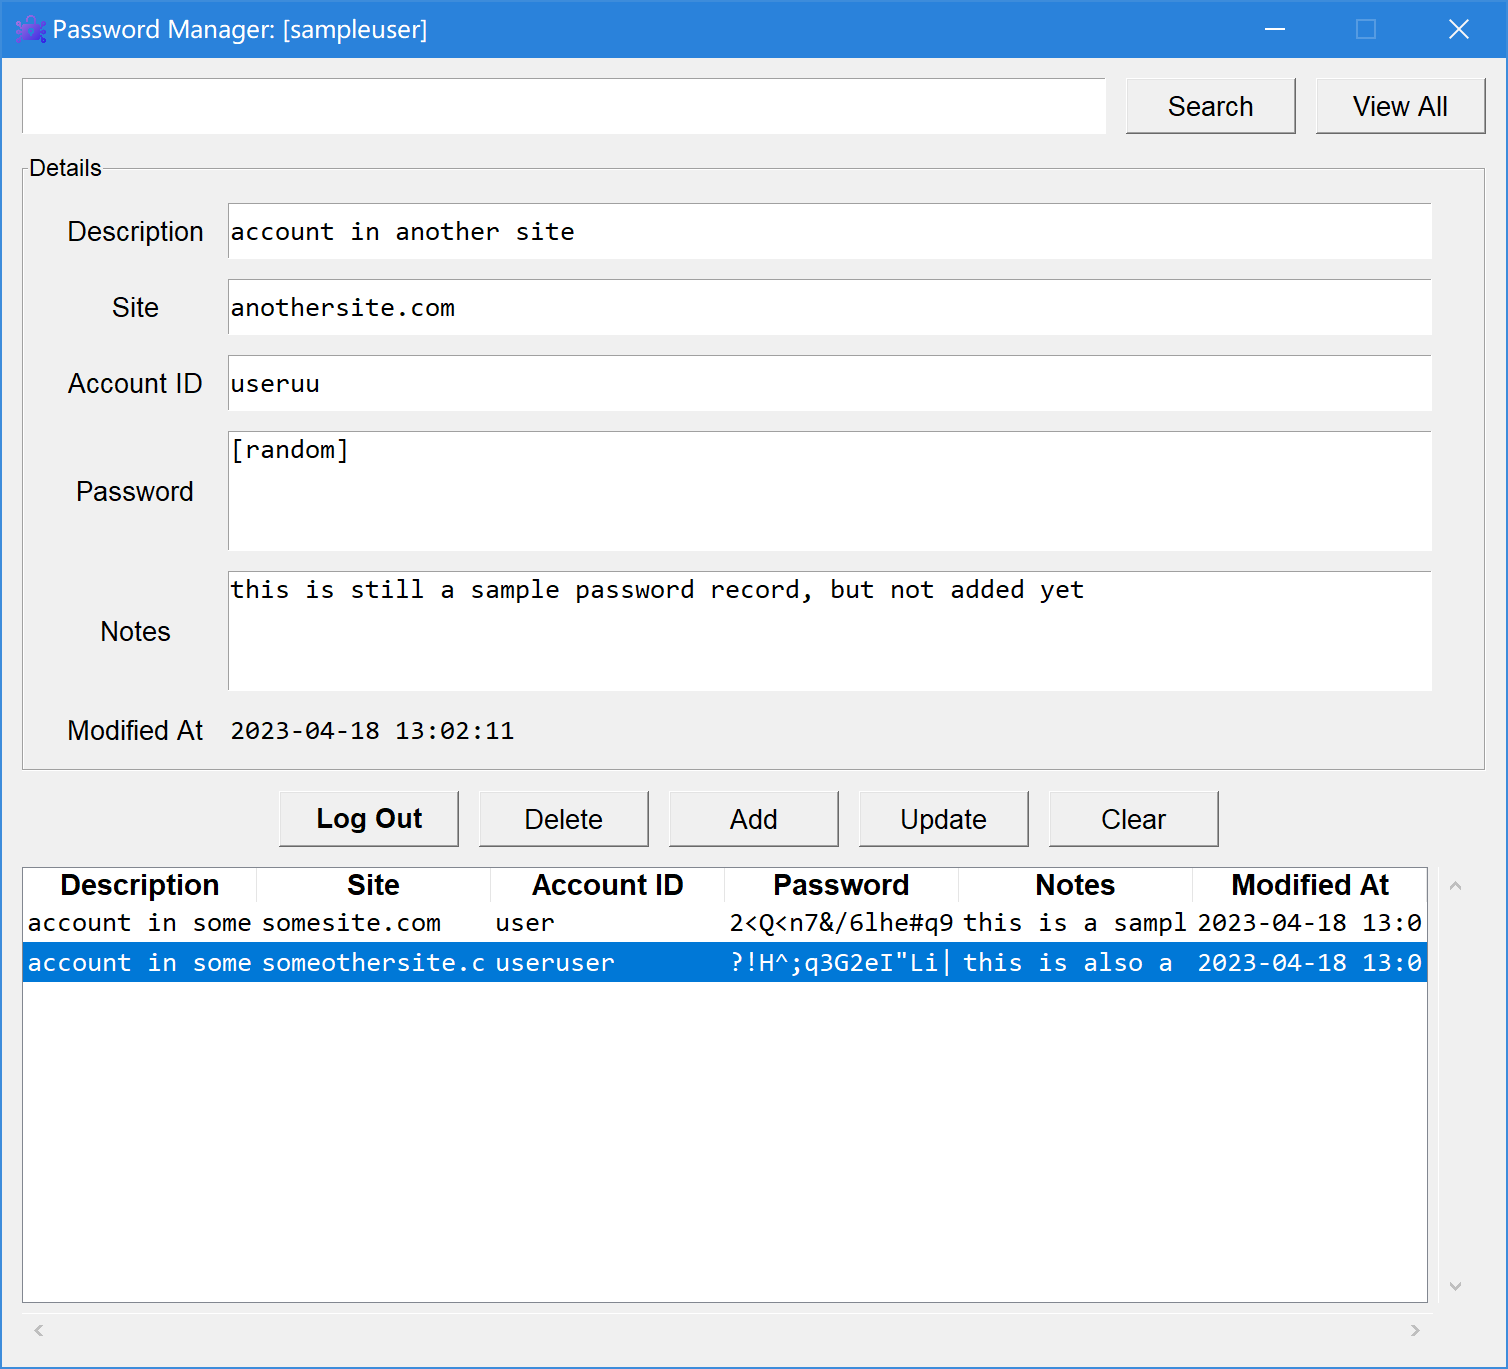 Password Manager: [sampleuser]
Search View All
Details
Description account in another site
Site anothersite.com
Account ID useruu
Password [random]
Notes this is still a sample password record, but not added yet
Modified At 2023-04-18 13:02:11
Log Out Delete Add Update Clear
Description Site Account ID Password Notes Modified At
account in some somesite.com user 2<Q<n7&/6lhe#q9 this is a sampl 2023-04-18 13:0
account in some someothersite.c useruser ?!H^;q3G2eI"Li| this is also a 2023-04-18 13:0